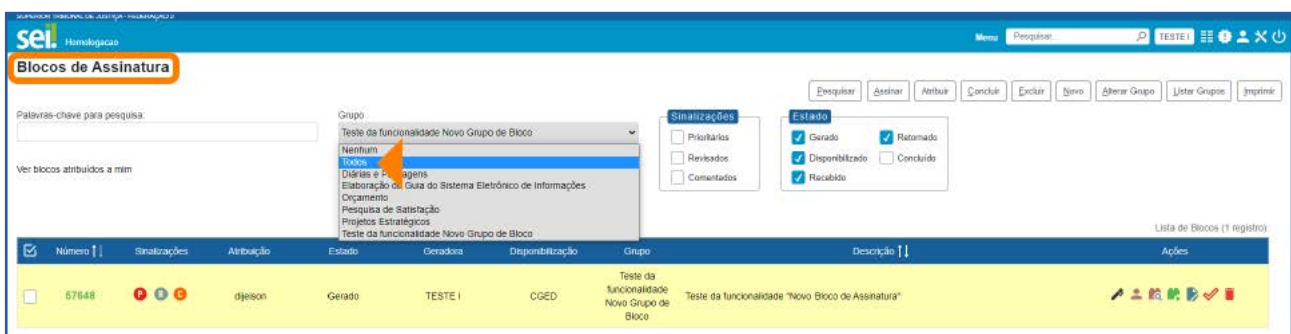 SUPERIOR TRIBUNAL DE JUSTIÇA - FEDERAÇÃO 2
sei! Homologacao Menu Pesquisar... TESTE I
Blocos de Assinatura
Pesquisar Assinar Atribuir Concluir Excluir Novo Alterar Grupo Listar Grupos Imprimir
Palavras-chave para pesquisa: Grupo Sinalizações Estado
Teste da funcionalidade Novo Grupo de Bloco Prioritários Gerado Retornado
Nenhum
Todos Revisados Disponibilizado Concluído
Ver blocos atribuídos a mim Diárias e Passagens
Elaboração do Guia do Sistema Eletrônico de Informações Comentados Recebido
Orçamento
Pesquisa de Satisfação
Projetos Estratégicos
Teste da funcionalidade Novo Grupo de Bloco
Lista de Blocos (1 registro):
Número Sinalizações Atribuição Estado Geradora Disponibilização Grupo Descrição Ações
57648 P R C djeison Gerado TESTE I CGED Teste da funcionalidade Novo Grupo de Bloco Teste da funcionalidade "Novo Bloco de Assinatura"